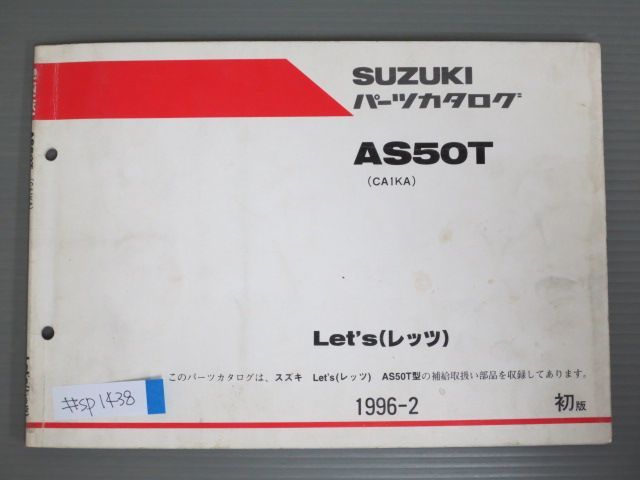 SUZUKI
パーツカタログ
AS50T
(CA1KA)
Let's(レッツ)
このパーツカタログは、スズキ Let's(レッツ) AS50T型の補給取扱い部品を収録してあります。
#sp1438
1996-2
初版